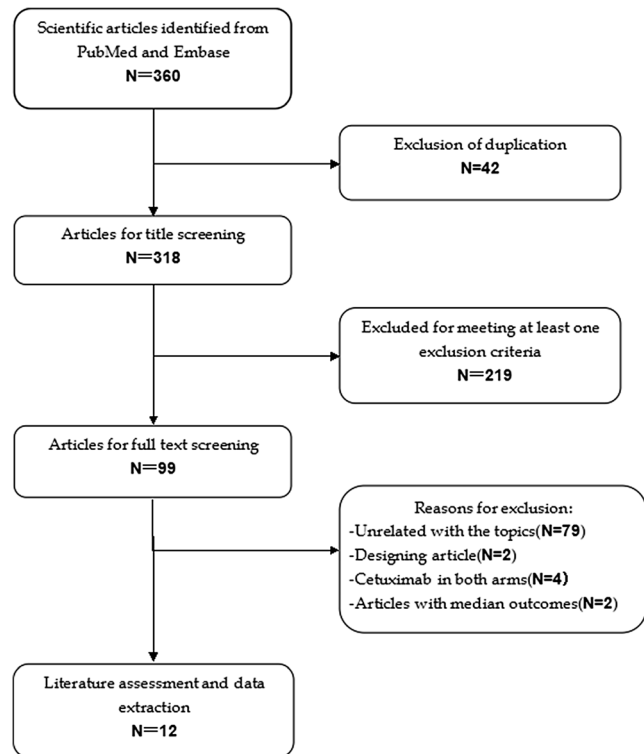 Scientific articles identified from
PubMed and Embase
N＝360
Exclusion of duplication
N=42
Articles for title screening
N＝318
Excluded for meeting at least one
exclusion criteria
N＝219
Articles for full text screening
N＝99
Reasons for exclusion:
-Unrelated with the topics(N=79)
-Designing article(N=2)
-Cetuximab in both arms(N=4)
-Articles with median outcomes(N=2)
Literature assessment and data
extraction
N＝12